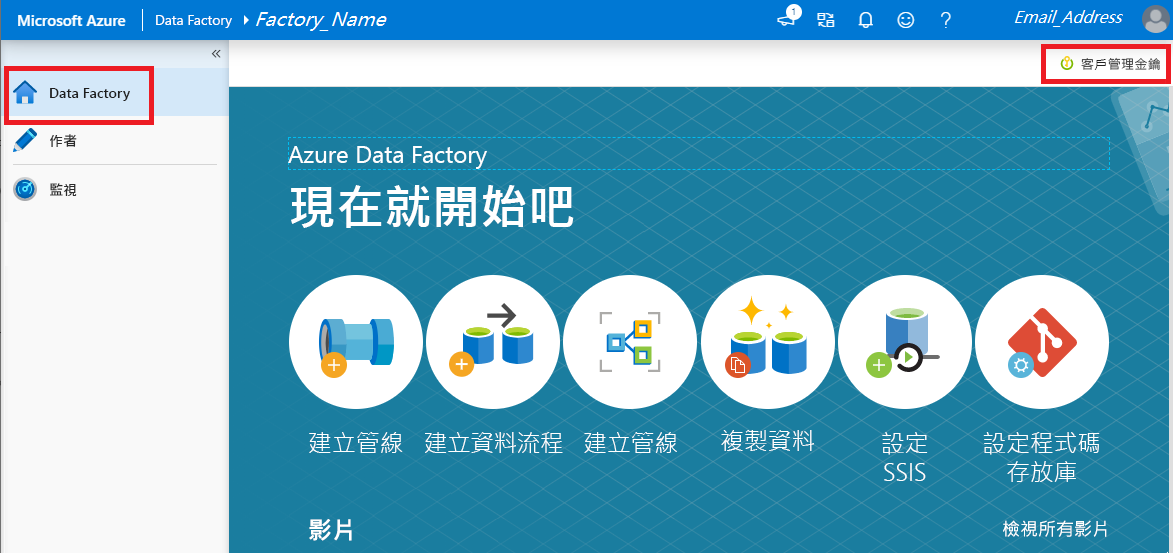 Microsoft Azure
Data Factory
Factory_Name
1
Email_Address
«
客戶管理金鑰
Data Factory
作者
監視
Azure Data Factory
現在就開始吧
建立管線
建立資料流程
建立管線
複製資料
設定
SSIS
設定程式碼
存放庫
影片
檢視所有影片